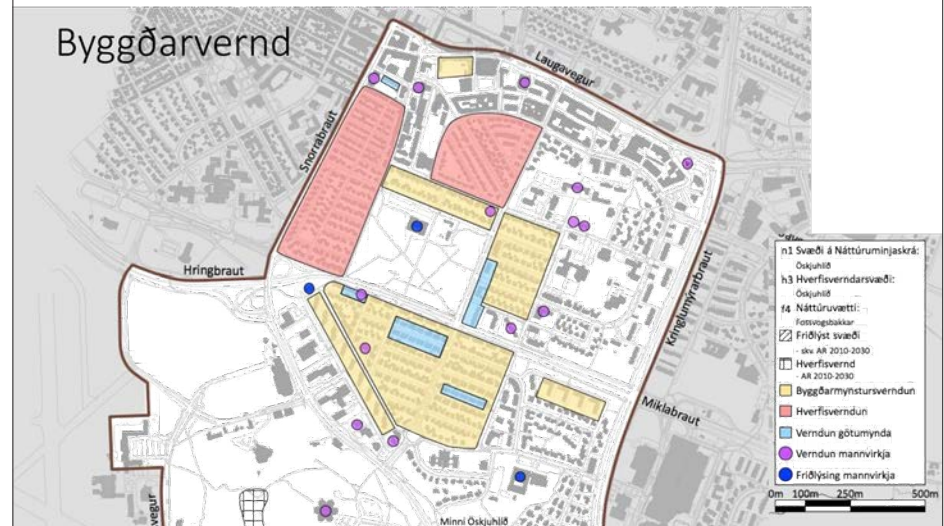 Byggðarvernd
Laugavegur
Snorrabraut
Hringbraut
Kringlumýrarbraut
Miklabraut
vegur
Minni Öskjuhlíð
n1 Svæði á Náttúruminjaskrá:
Öskjuhlíð
h3 Hverfisverndarsvæði:
Öskjuhlíð
f4 Náttúruvætti:
Fossvogsbakkar
Friðlýst svæði
- skv. AR 2010-2030
Hverfisvernd
- AR 2010-2030
Byggðarmynstursverndun
Hverfisverndun
Verndun götumynda
Verndun mannvirkja
Friðlýsing mannvirkja
0m 100m 250m 500m